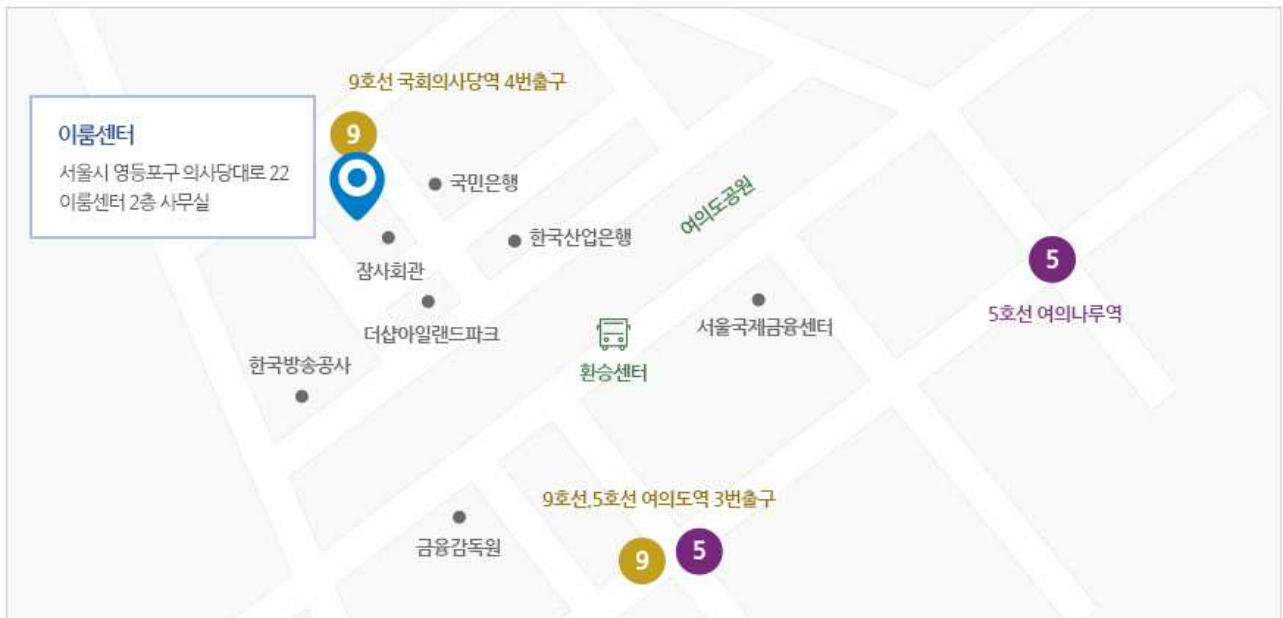 9호선 국회의사당역 4번출구
이룸센터
서울시 영등포구 의사당대로 22
이룸센터 2층 사무실
9
국민은행
여의도공원
한국산업은행
5
잠사회관
5호선 여의나루역
서울국제금융센터
더샵아일랜드파크
한국방송공사
환승센터
9호선,5호선 여의도역 3번출구
금융감독원
9
5